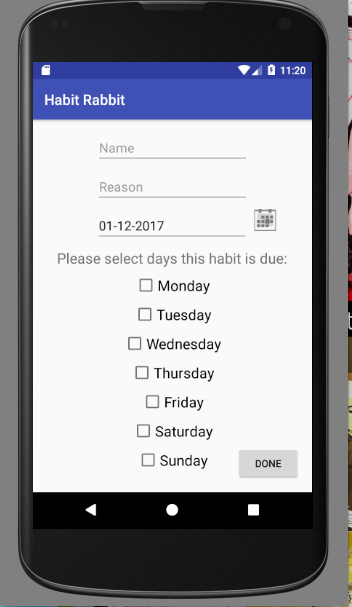 11:20
Habit Rabbit
Name
Reason
01-12-2017
Please select days this habit is due:
Monday
Tuesday
Wednesday
Thursday
Friday
Saturday
Sunday
DONE